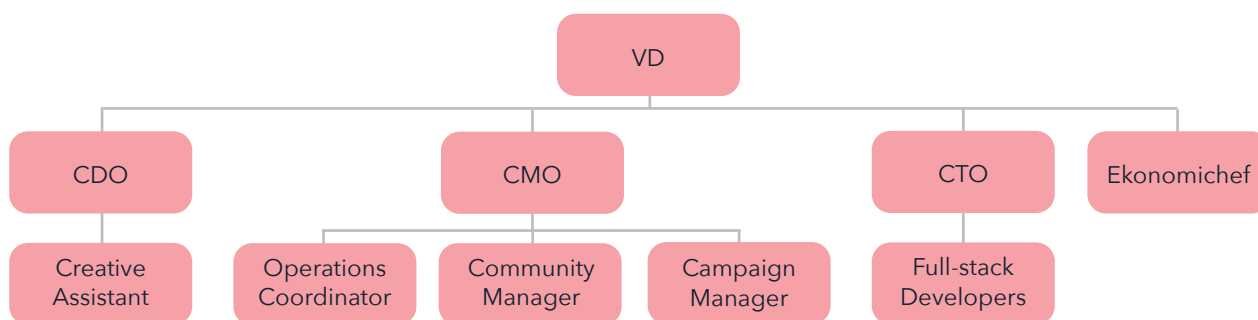 VD
CDO
CMO
CTO
Ekonomichef
Creative
Assistant
Operations
Coordinator
Community
Manager
Campaign
Manager
Full-stack
Developers